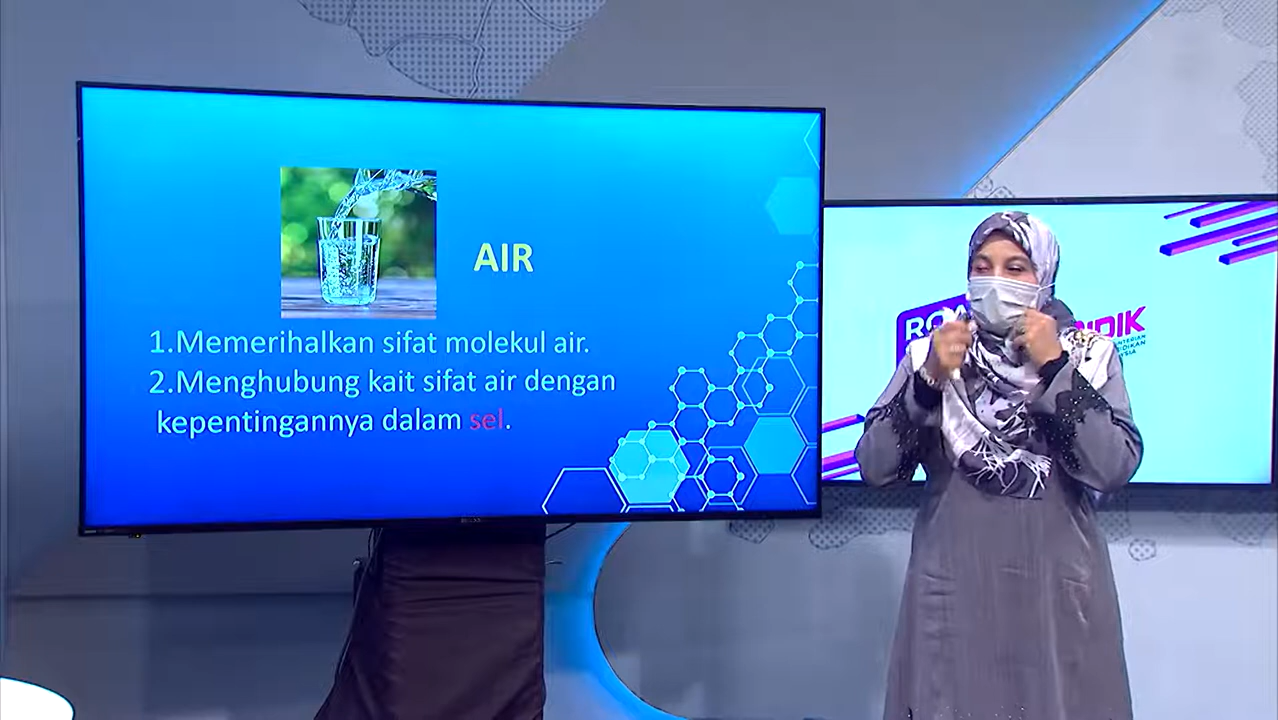 AIR
1.Memerihalkan sifat molekul air.
2.Menghubung kait sifat air dengan
kepentingannya dalam sel.